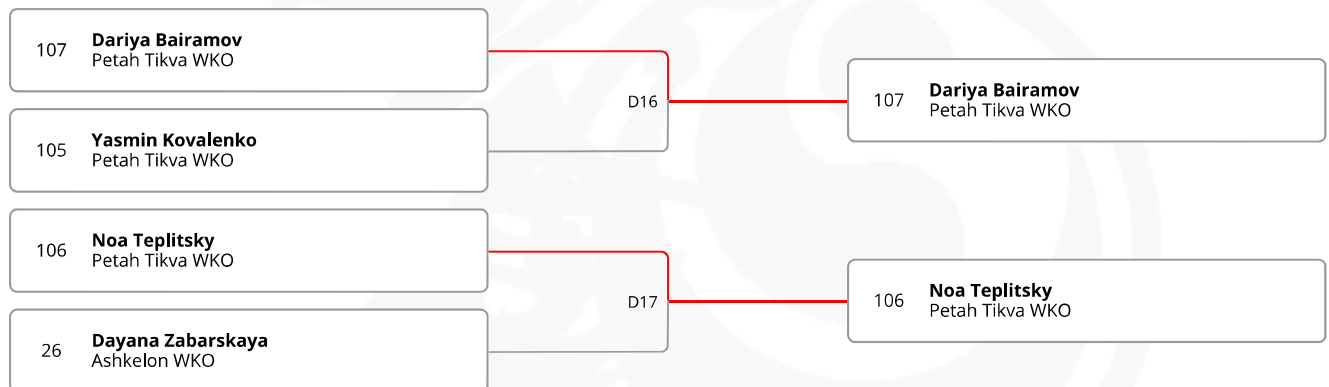 107
Dariya Bairamov
Petah Tikva WKO
105
Yasmin Kovalenko
Petah Tikva WKO
D16
107
Dariya Bairamov
Petah Tikva WKO
106
Noa Teplitsky
Petah Tikva WKO
26
Dayana Zabarskaya
Ashkelon WKO
D17
106
Noa Teplitsky
Petah Tikva WKO